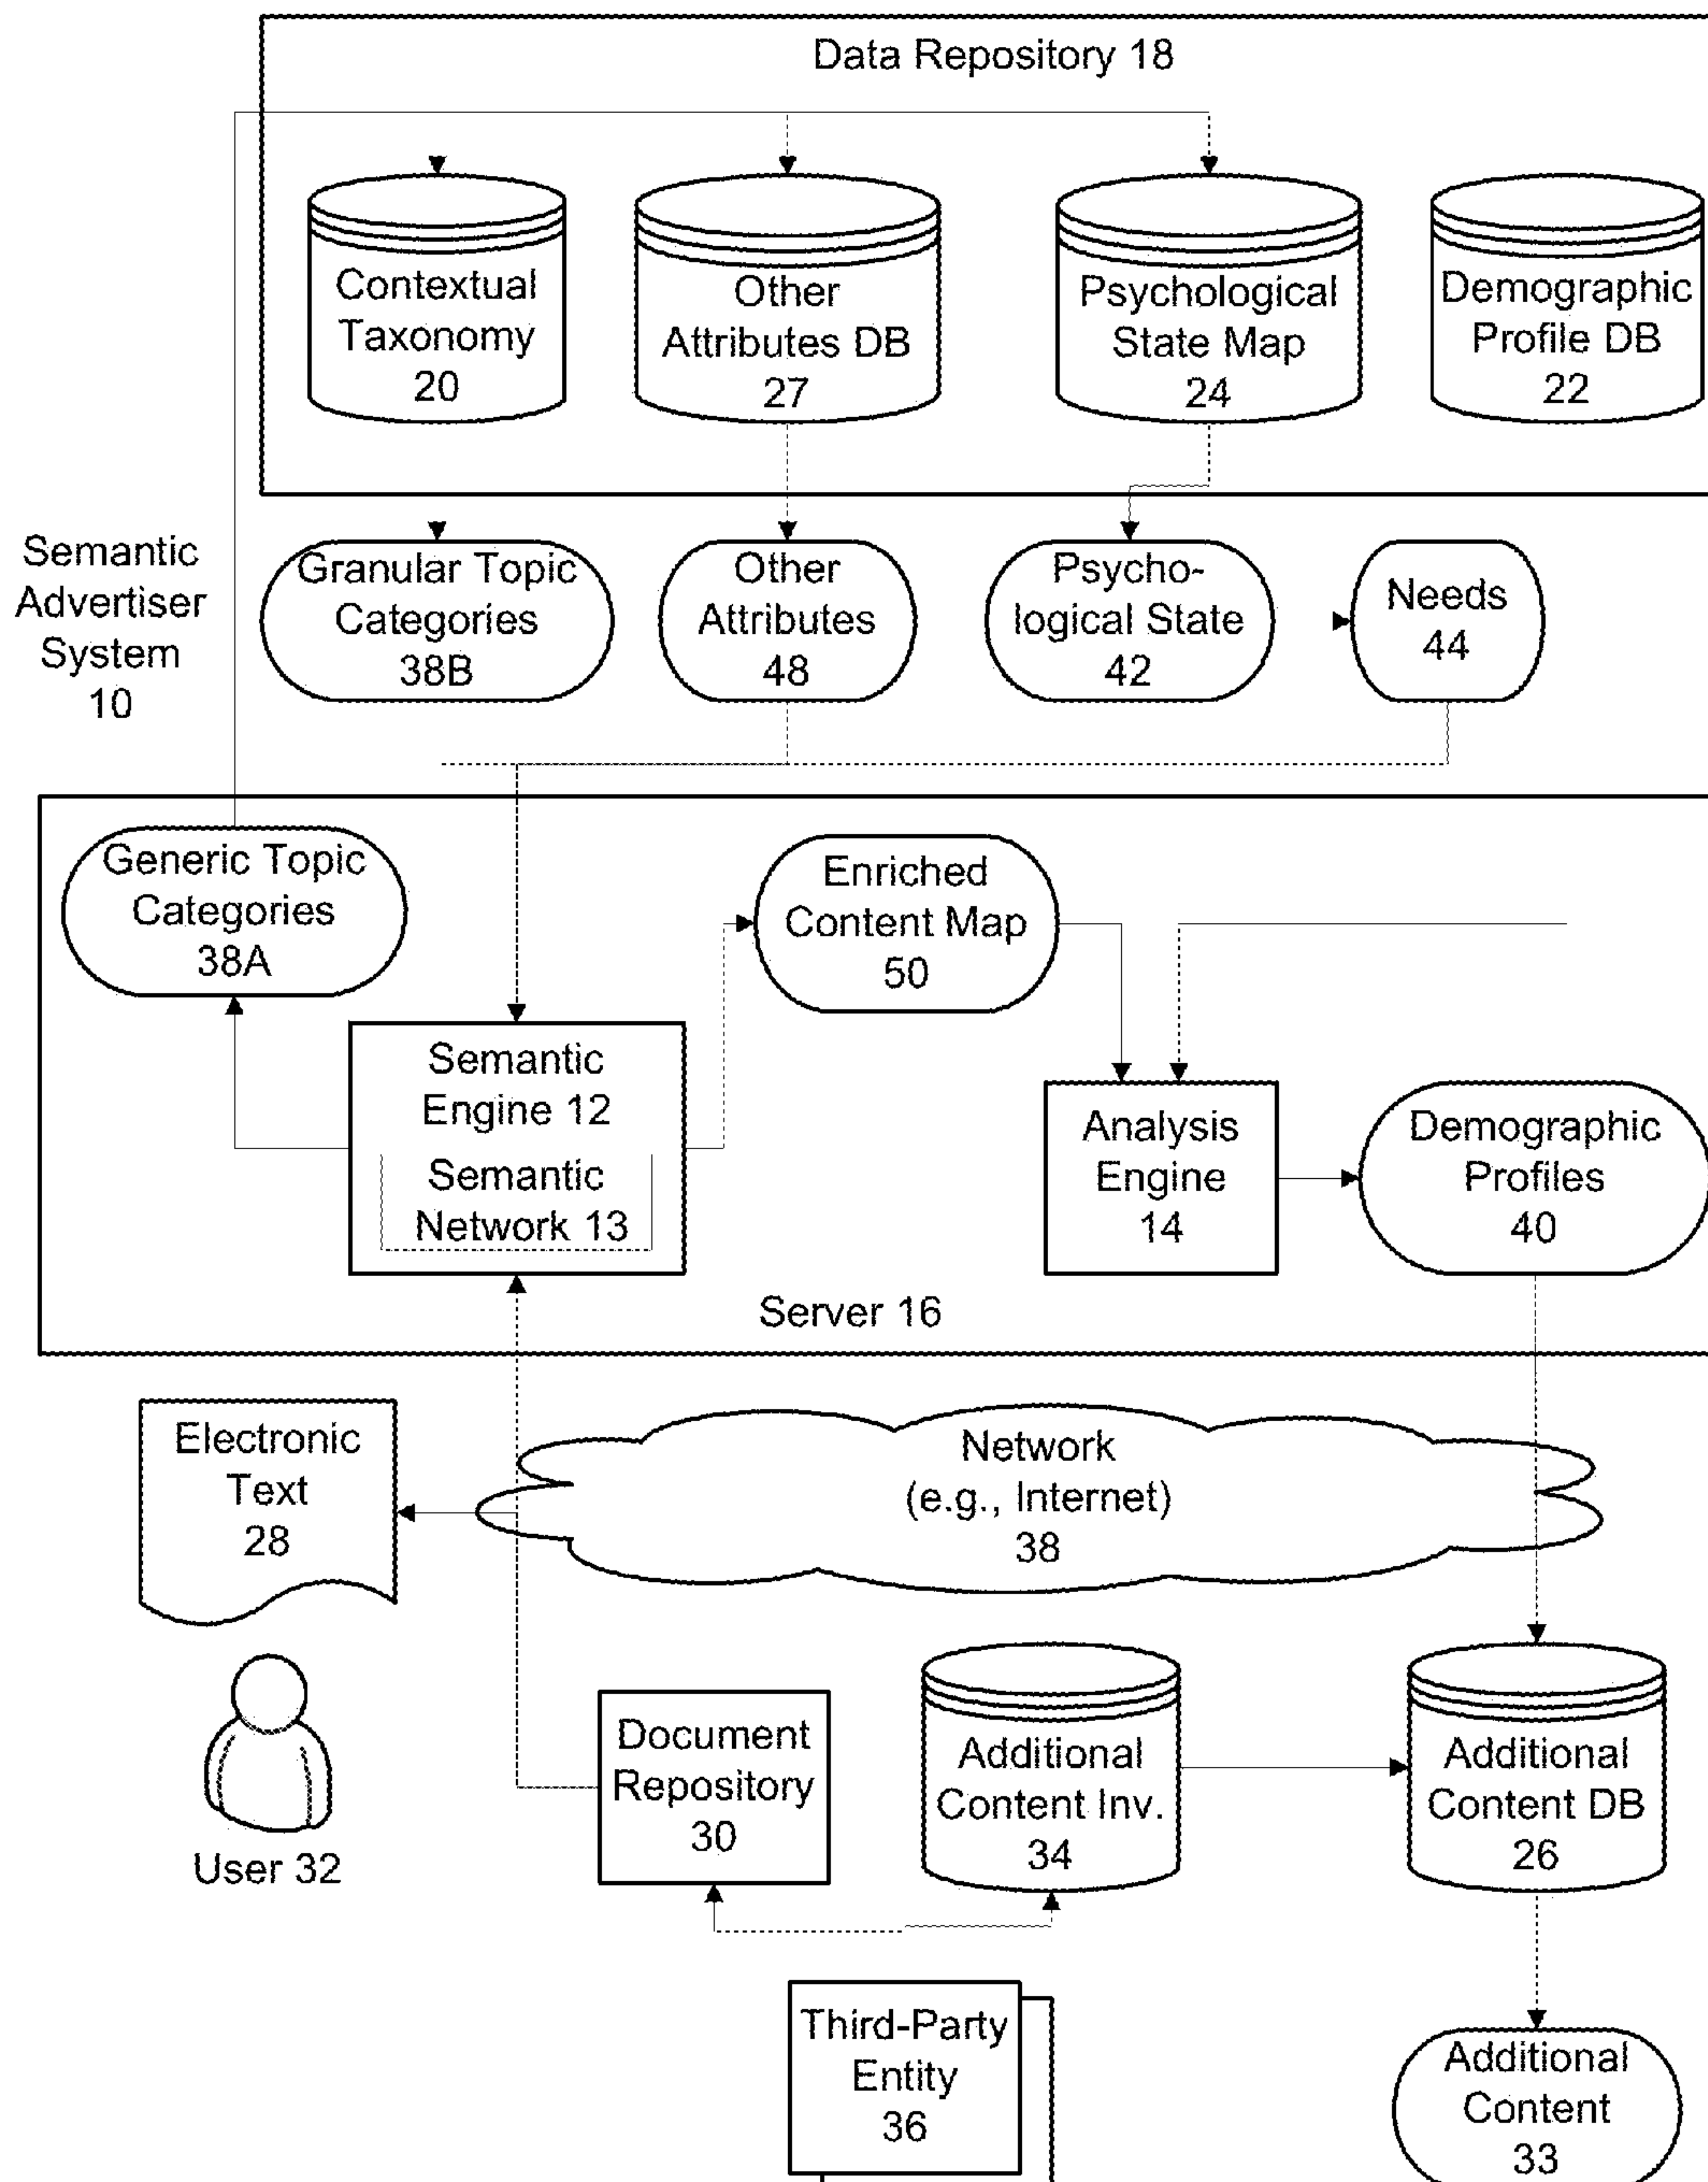 Data Repository 18
Contextual
Taxonomy
20
Other
Attributes DB
27
Psychological
State Map
24
Demographic
Profile DB
22
Semantic
Advertiser
System
10
Granular Topic
Categories
38B
Other
Attributes
48
Psycho-
logical State
42
Needs
44
Generic Topic
Categories
38A
Enriched
Content Map
50
Semantic
Engine 12
Semantic
Network 13
Analysis
Engine
14
Demographic
Profiles
40
Server 16
Electronic
Text
28
Network
(e.g., Internet)
38
User 32
Document
Repository
30
Additional
Content Inv.
34
Additional
Content DB
26
Third-Party
Entity
36
Additional
Content
33